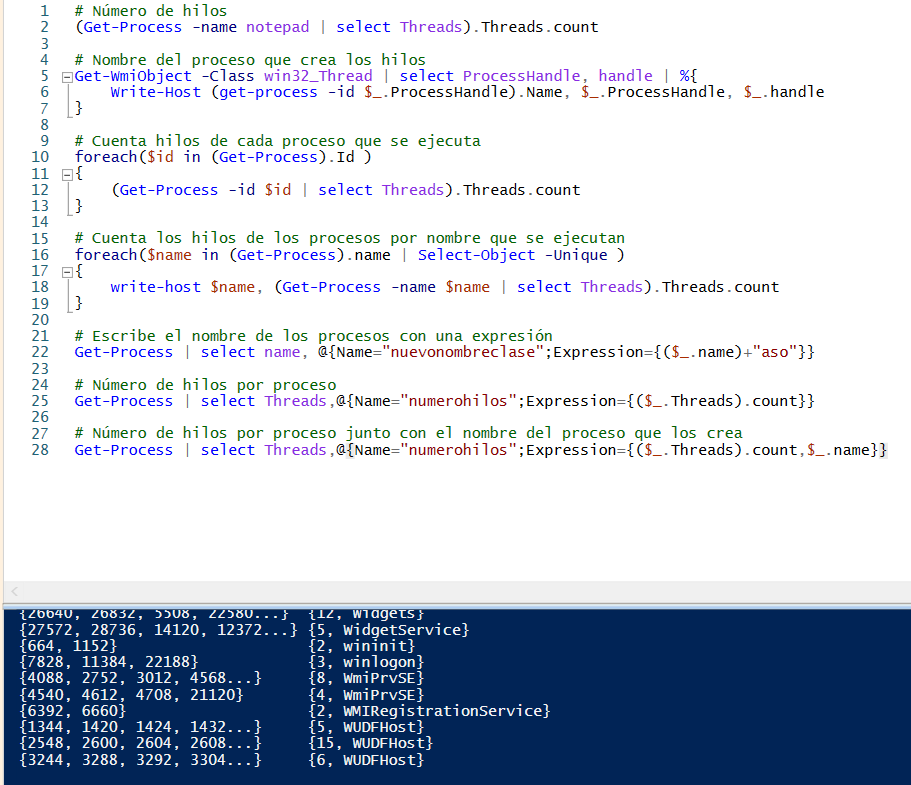 1 # Número de hilos
2 (Get-Process -name notepad | select Threads).Threads.count
3
4 # Nombre del proceso que crea los hilos
5 Get-WmiObject -Class win32_Thread | select ProcessHandle, handle | %{
6 Write-Host (get-process -id $_.ProcessHandle).Name, $_.ProcessHandle, $_.handle
7 }
8
9 # Cuenta hilos de cada proceso que se ejecuta
10 foreach($id in (Get-Process).Id )
11 {
12 (Get-Process -id $id | select Threads).Threads.count
13 }
14
15 # Cuenta los hilos de los procesos por nombre que se ejecutan
16 foreach($name in (Get-Process).name | Select-Object -Unique )
17 {
18 write-host $name, (Get-Process -name $name | select Threads).Threads.count
19 }
20
21 # Escribe el nombre de los procesos con una expresión
22 Get-Process | select name, @{Name="nuevonombreclase";Expression={($_.name)+"aso"}}
23
24 # Número de hilos por proceso
25 Get-Process | select Threads,@{Name="numerohilos";Expression={($_.Threads).count}}
26
27 # Número de hilos por proceso junto con el nombre del proceso que los crea
28 Get-Process | select Threads,@{Name="numerohilos";Expression={($_.Threads).count,$_.name}}
{26640, 26832, 5508, 22580...} {12, Widgets}
{27572, 28736, 14120, 12372...} {5, WidgetService}
{664, 1152} {2, wininit}
{7828, 11384, 22188} {3, winlogon}
{4088, 2752, 3012, 4568...} {8, WmiPrvSE}
{4540, 4612, 4708, 21120} {4, WmiPrvSE}
{6392, 6660} {2, WMIRegistrationService}
{1344, 1420, 1424, 1432...} {5, WUDFHost}
{2548, 2600, 2604, 2608...} {15, WUDFHost}
{3244, 3288, 3292, 3304...} {6, WUDFHost}